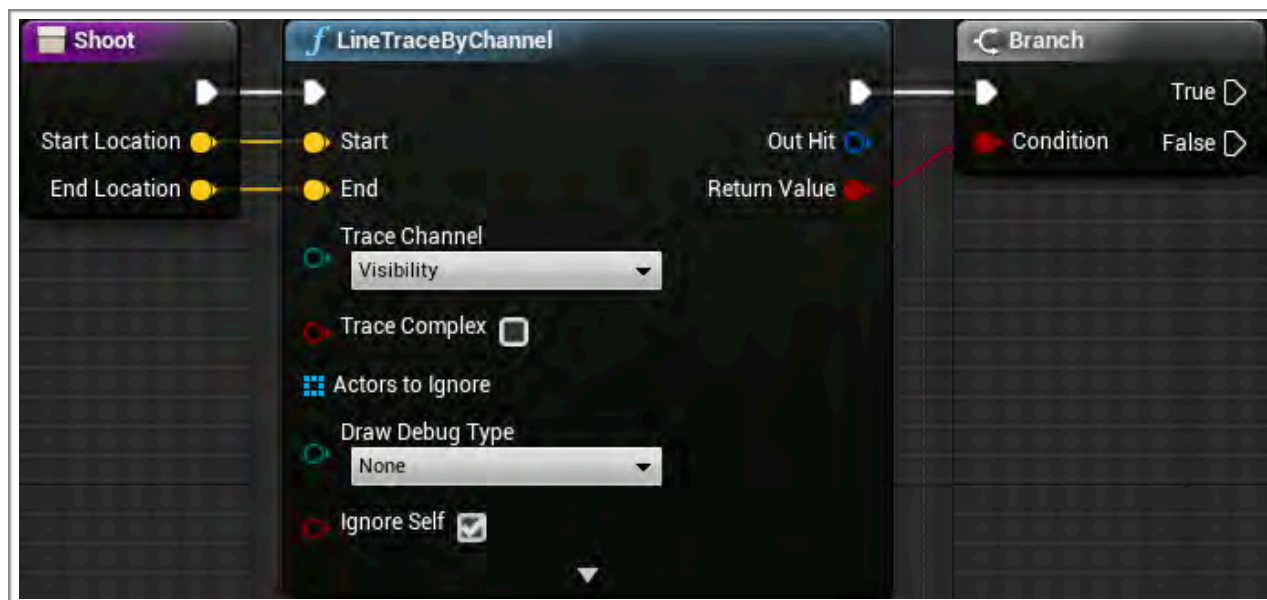 Shoot
Start Location
End Location
LineTraceByChannel
Start
End
Out Hit
Return Value
Trace Channel
Visibility
Trace Complex
Actors to Ignore
Draw Debug Type
None
Ignore Self
Branch
Condition
True
False